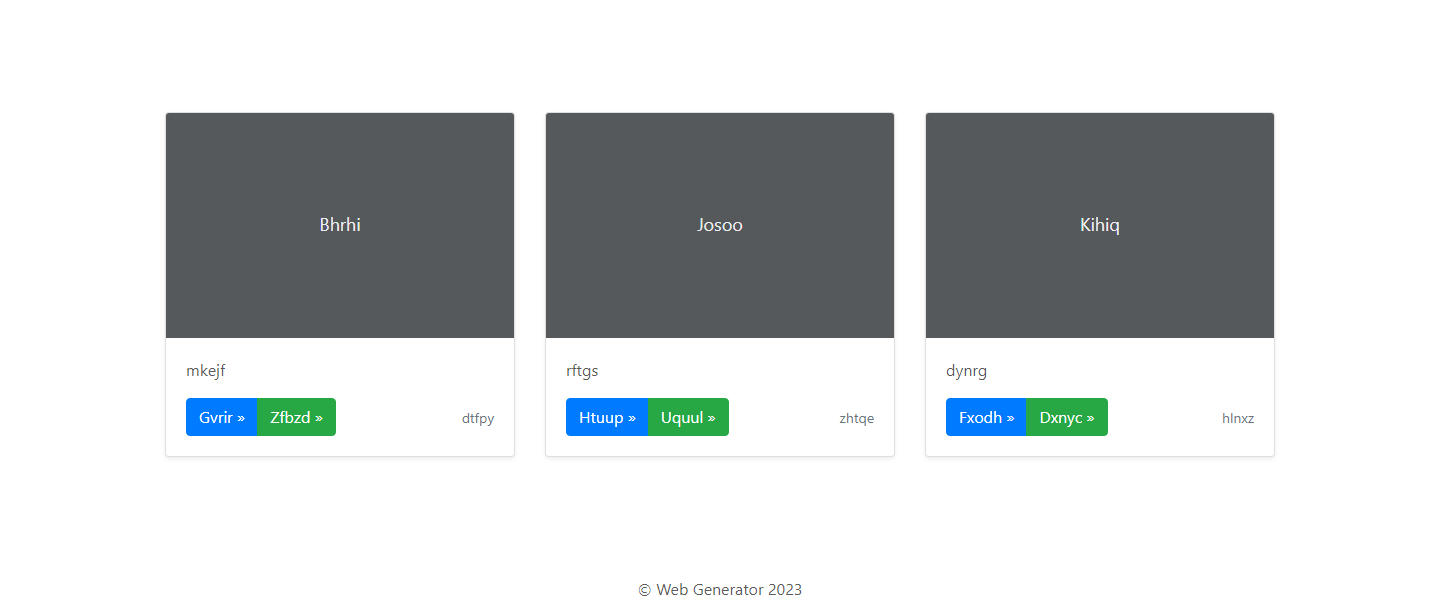 Bhrhi
mkejf
Gvrir » Zfbzd » dtfpy
Josoo
rftgs
Htuup » Uquul » zhtqe
Kihiq
dynrg
Fxodh » Dxnyc » hlnxz
© Web Generator 2023